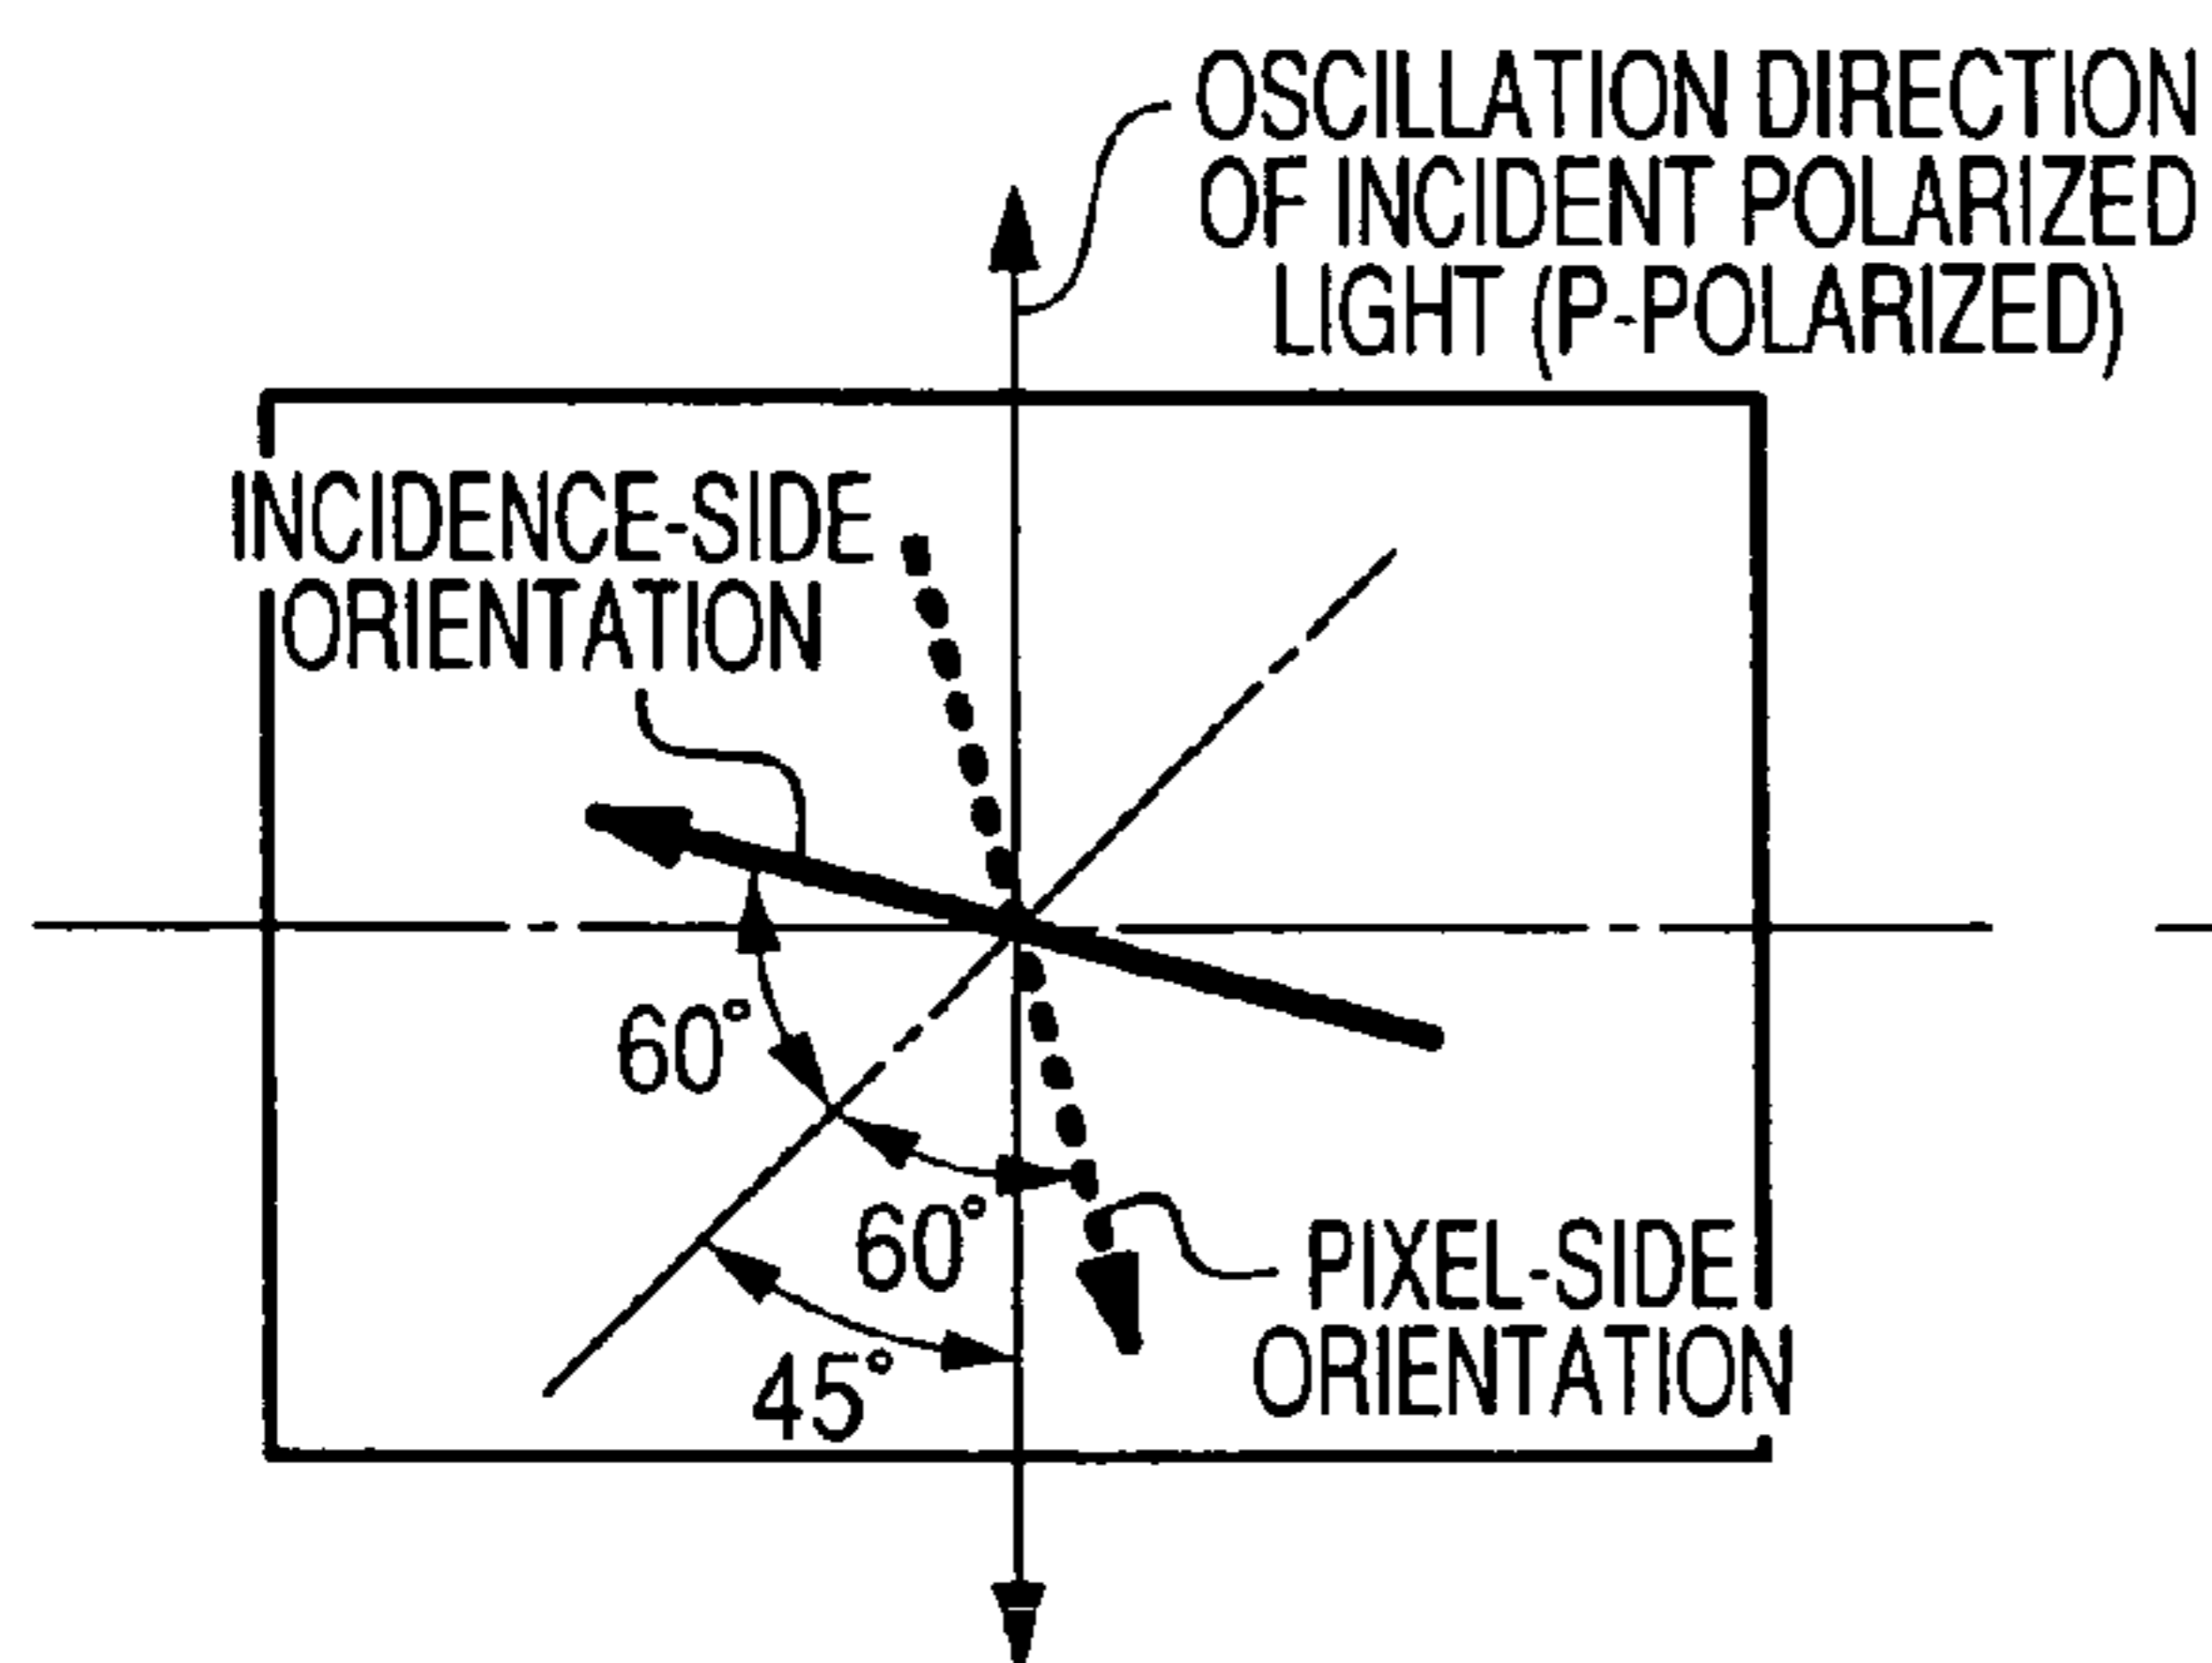 OSCILLATION DIRECTION
OF INCIDENT POLARIZED
LIGHT (P-POLARIZED)
INCIDENCE-SIDE
ORIENTATION
60°
60°
45°
PIXEL-SIDE
ORIENTATION